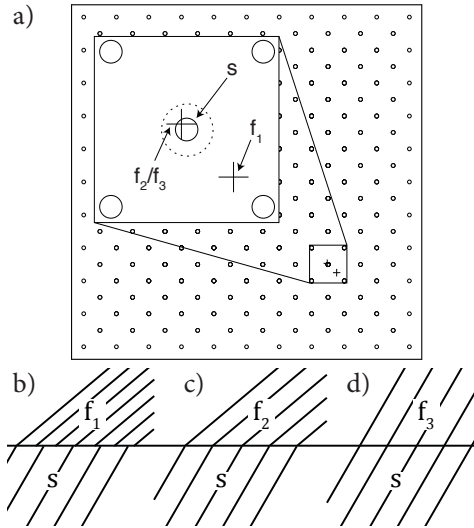 a)
s
f₁
f₂/f₃
b) c) d)
f₁ f₂ f₃
s s s